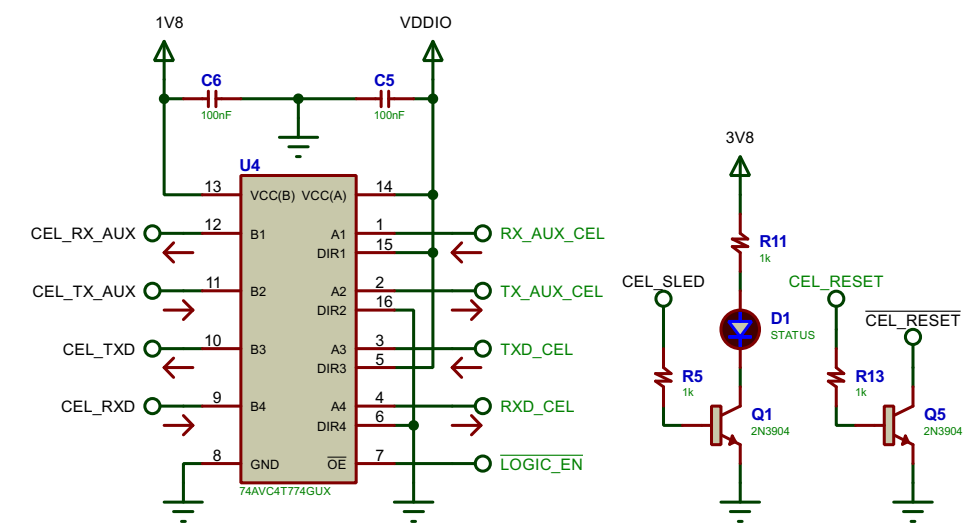 1V8
VDDIO
C6
100nF
C5
100nF
U4
13 VCC(B) VCC(A) 14
CEL_RX_AUX 12 B1 A1 1 RX_AUX_CEL
DIR1 15
CEL_TX_AUX 11 B2 A2 2 TX_AUX_CEL
DIR2 16
CEL_TXD 10 B3 A3 3 TXD_CEL
DIR3 5
CEL_RXD 9 B4 A4 4 RXD_CEL
DIR4 6
8 GND OE 7 LOGIC_EN
74AVC4T774GUX
3V8
R11
1k
CEL_SLED
D1
STATUS
R5
1k
Q1
2N3904
CEL_RESET
CEL_RESET
R13
1k
Q5
2N3904